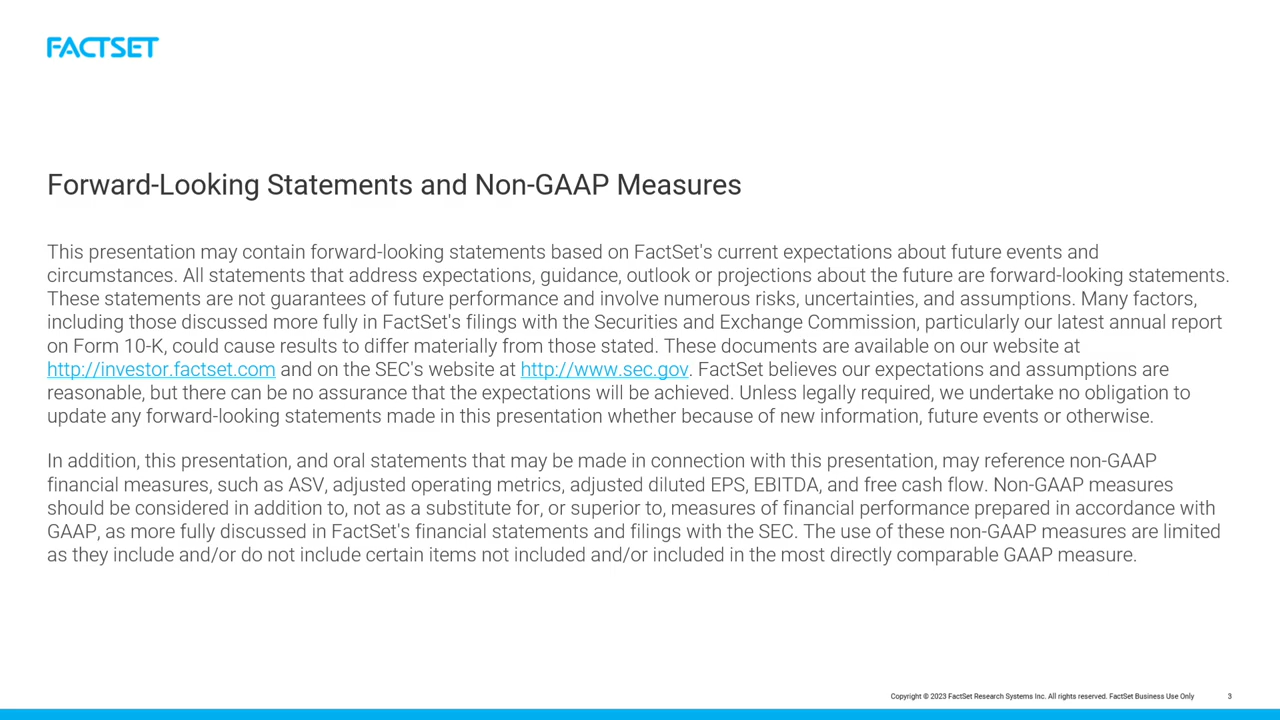 FACTSET
Forward-Looking Statements and Non-GAAP Measures
This presentation may contain forward-looking statements based on FactSet's current expectations about future events and
circumstances. All statements that address expectations, guidance, outlook or projections about the future are forward-looking statements.
These statements are not guarantees of future performance and involve numerous risks, uncertainties, and assumptions. Many factors,
including those discussed more fully in FactSet's filings with the Securities and Exchange Commission, particularly our latest annual report
on Form 10-K, could cause results to differ materially from those stated. These documents are available on our website at
http://investor.factset.com and on the SEC's website at http://www.sec.gov. FactSet believes our expectations and assumptions are
reasonable, but there can be no assurance that the expectations will be achieved. Unless legally required, we undertake no obligation to
update any forward-looking statements made in this presentation whether because of new information, future events or otherwise.
In addition, this presentation, and oral statements that may be made in connection with this presentation, may reference non-GAAP
financial measures, such as ASV, adjusted operating metrics, adjusted diluted EPS, EBITDA, and free cash flow. Non-GAAP measures
should be considered in addition to, not as a substitute for, or superior to, measures of financial performance prepared in accordance with
GAAP, as more fully discussed in FactSet's financial statements and filings with the SEC. The use of these non-GAAP measures are limited
as they include and/or do not include certain items not included and/or included in the most directly comparable GAAP measure.
Copyright © 2023 FactSet Research Systems Inc. All rights reserved. FactSet Business Use Only 3